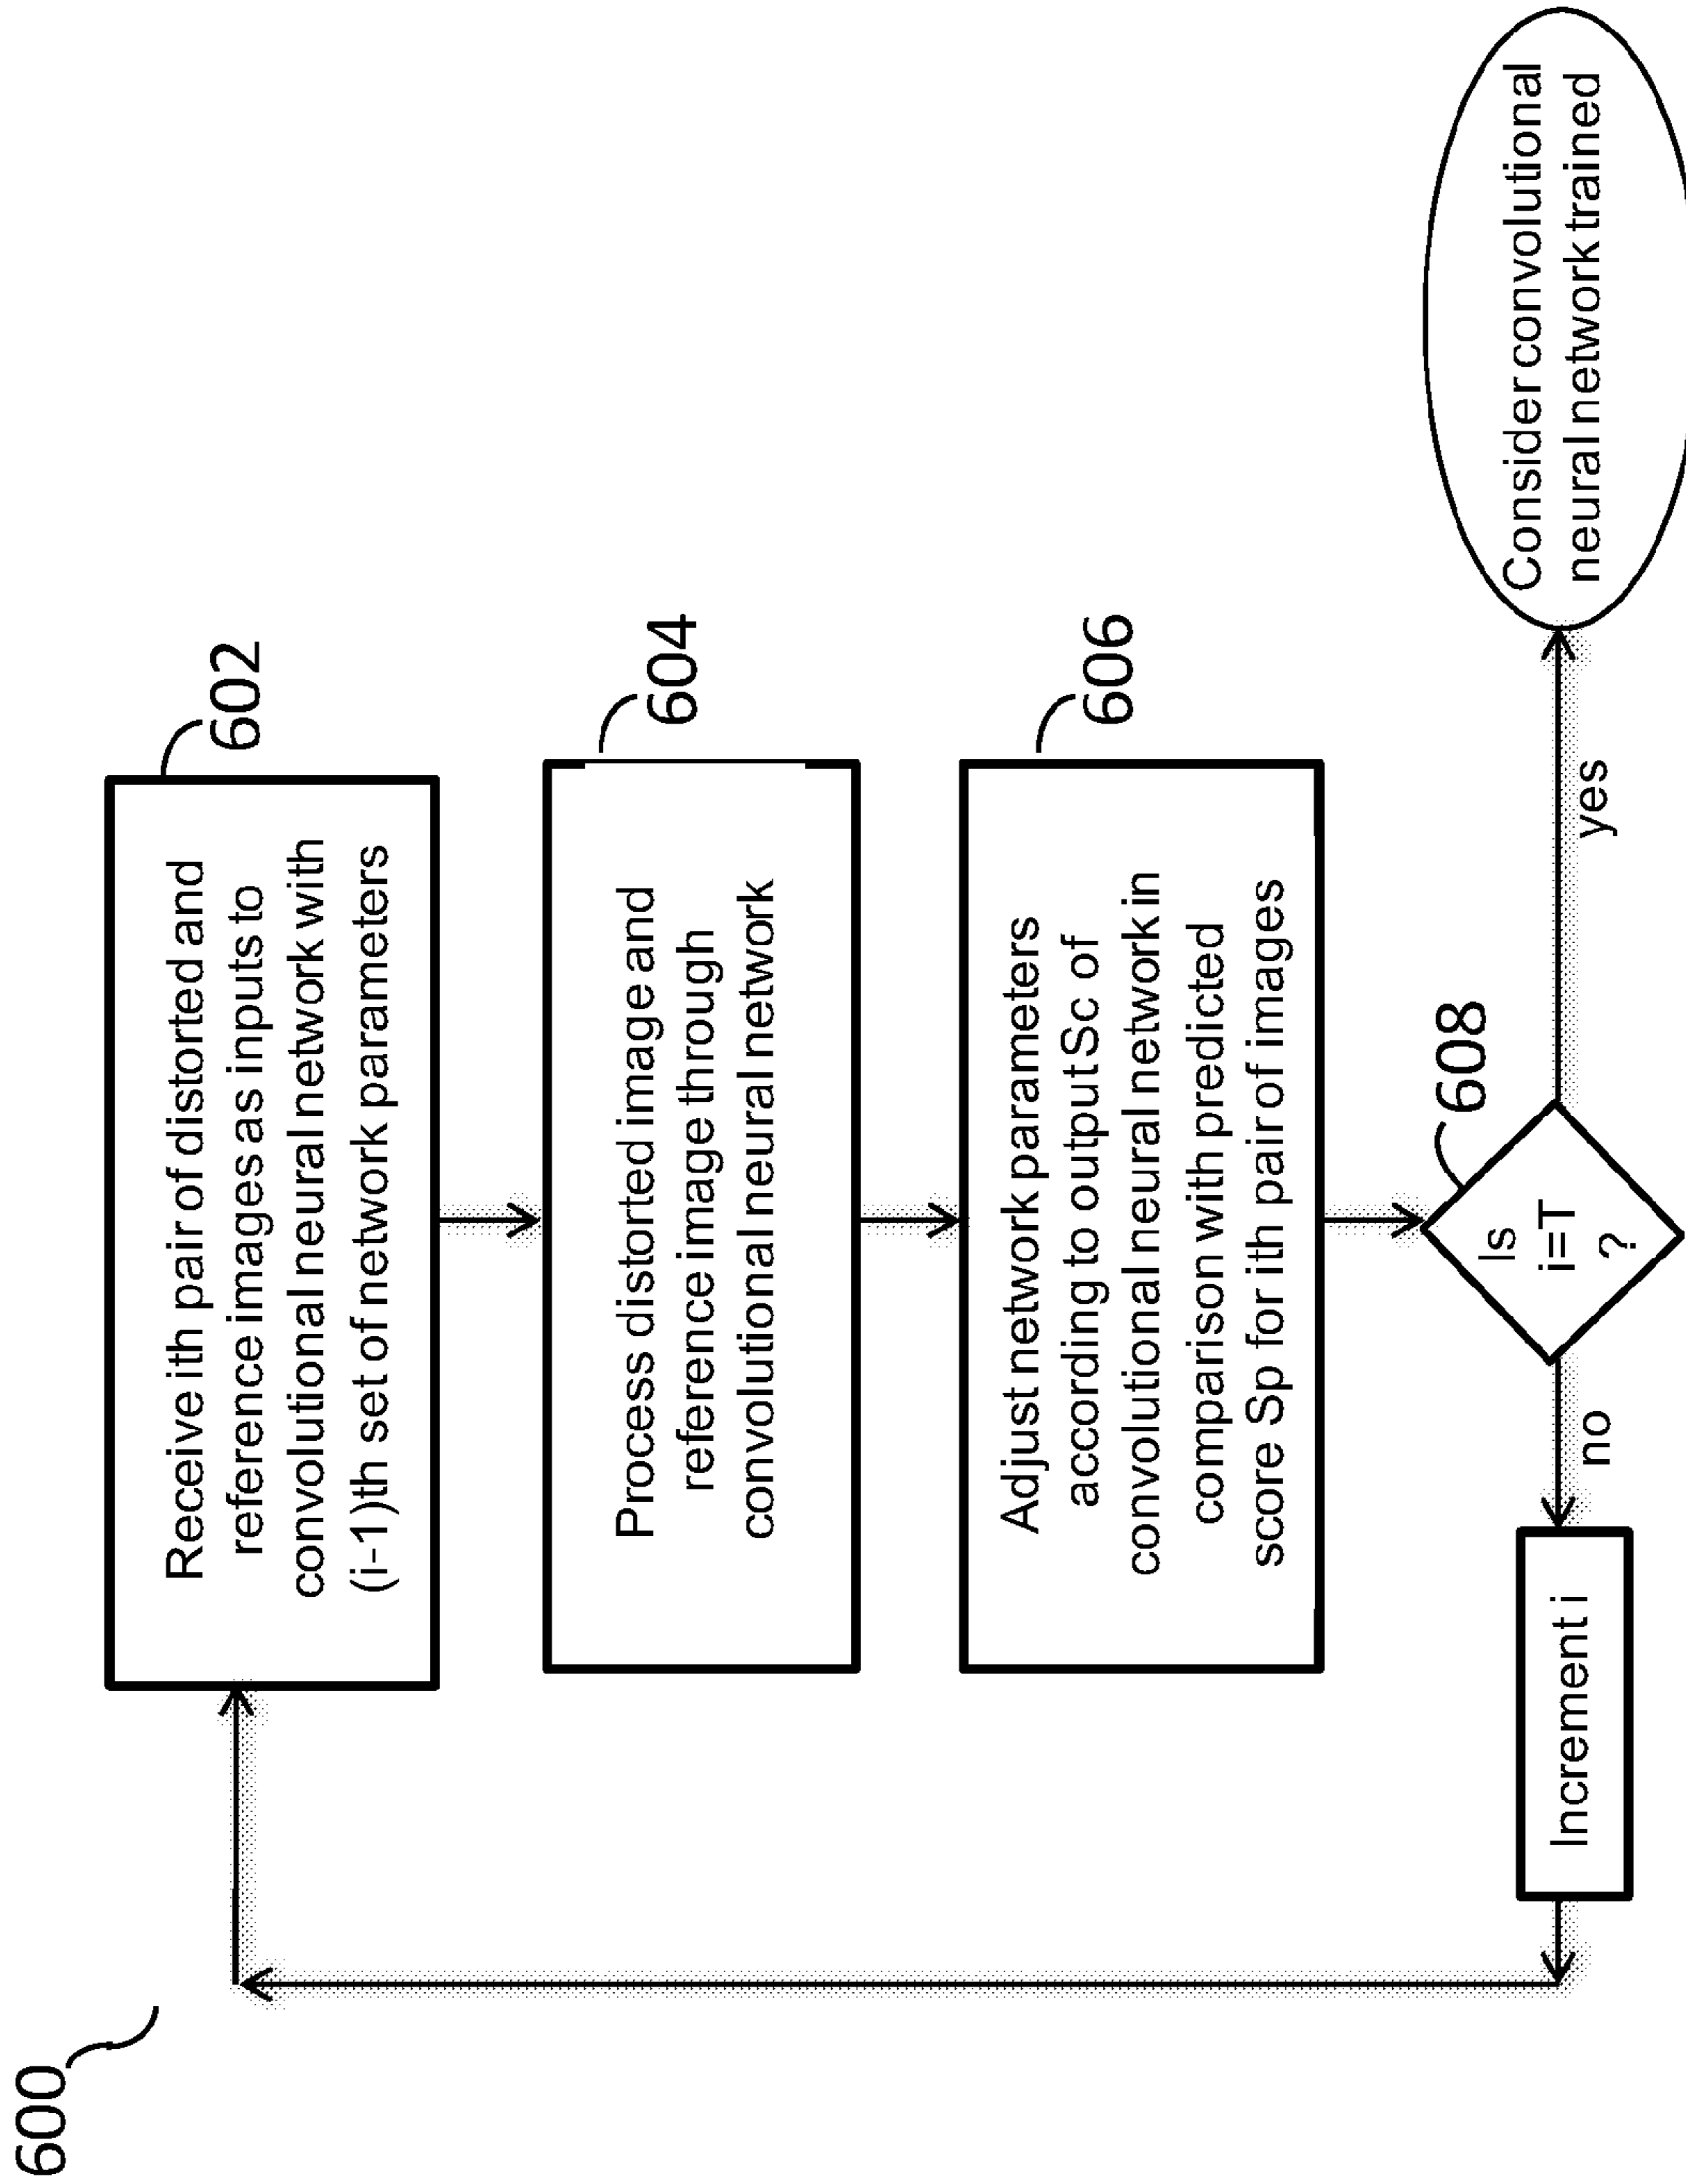 600
602
Receive ith pair of distorted and
reference images as inputs to
convolutional neural network with
(i-1)th set of network parameters
604
Process distorted image and
reference image through
convolutional neural network
606
Adjust network parameters
according to output Sc of
convolutional neural network in
comparison with predicted
score Sp for ith pair of images
608
Is
i=T
?
no
yes
Increment i
Consider convolutional
neural network trained